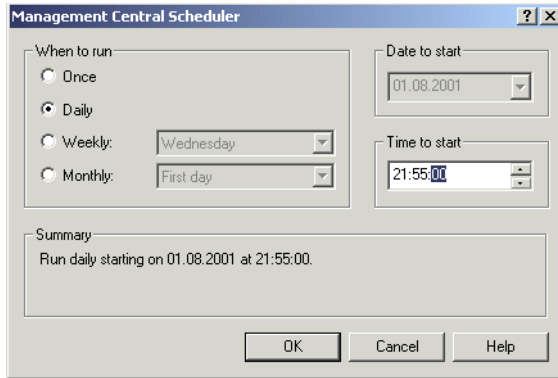 Management Central Scheduler
When to run
Once
Daily
Weekly: Wednesday
Monthly: First day
Date to start
01.08.2001
Time to start
21:55:00
Summary
Run daily starting on 01.08.2001 at 21:55:00.
OK Cancel Help